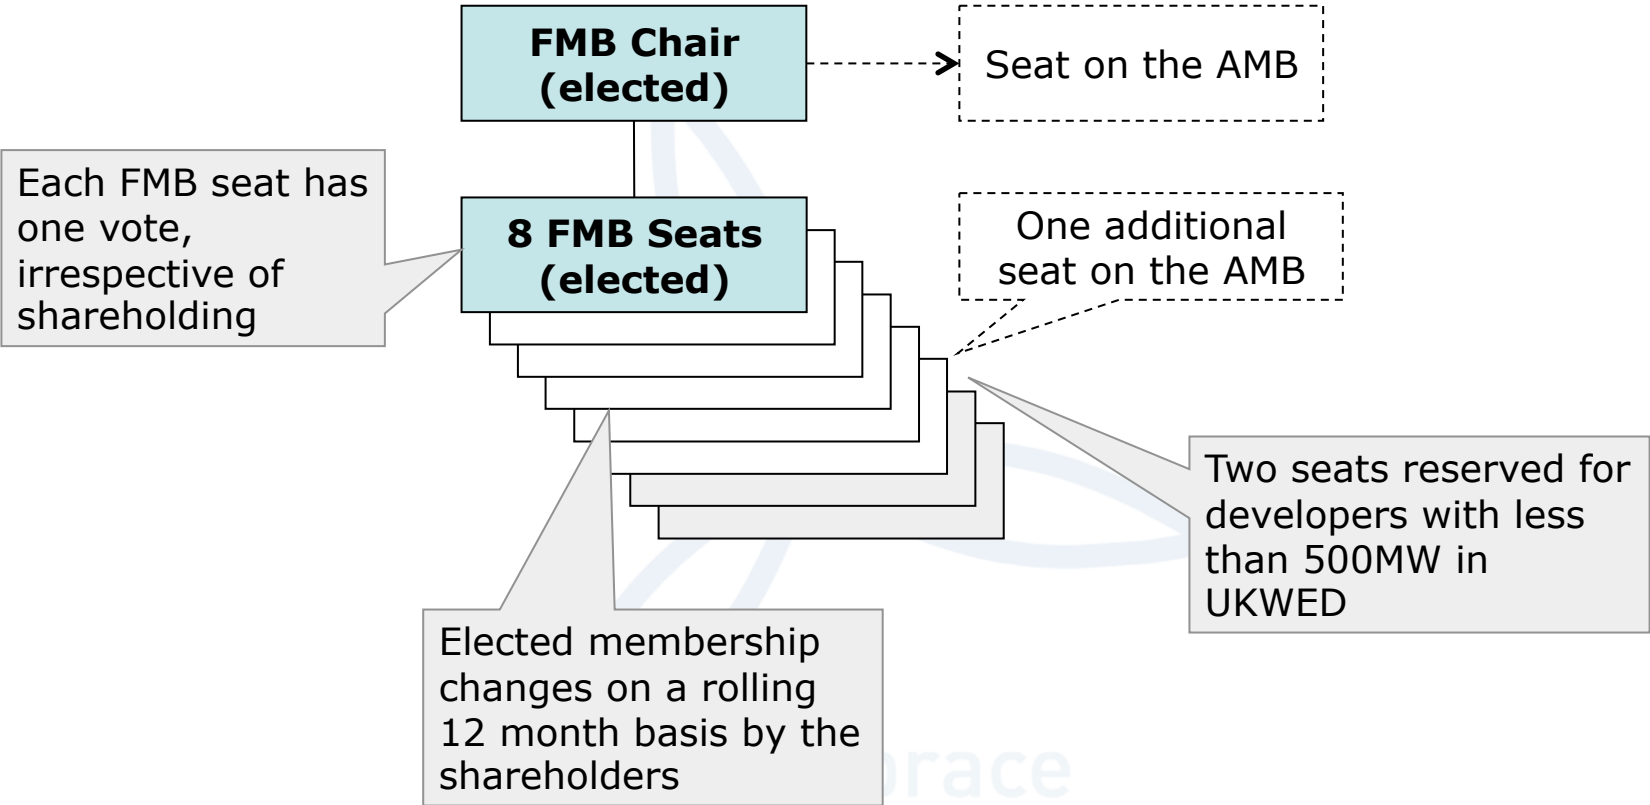 FMB Chair
(elected)
Seat on the AMB
Each FMB seat has
one vote,
irrespective of
shareholding
8 FMB Seats
(elected)
One additional
seat on the AMB
Two seats reserved for
developers with less
than 500MW in
UKWED
Elected membership
changes on a rolling
12 month basis by the
shareholders